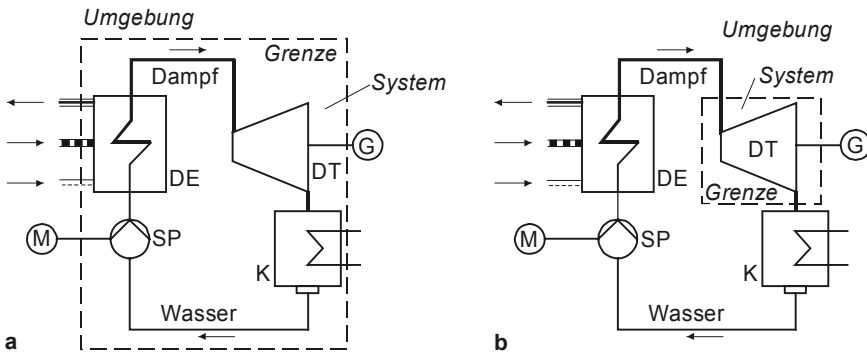 Umgebung
Grenze
Dampf
System
G
DT
DE
M
SP
K
Wasser
a
Umgebung
Dampf
System
DT
G
DE
Grenze
M
SP
K
Wasser
b